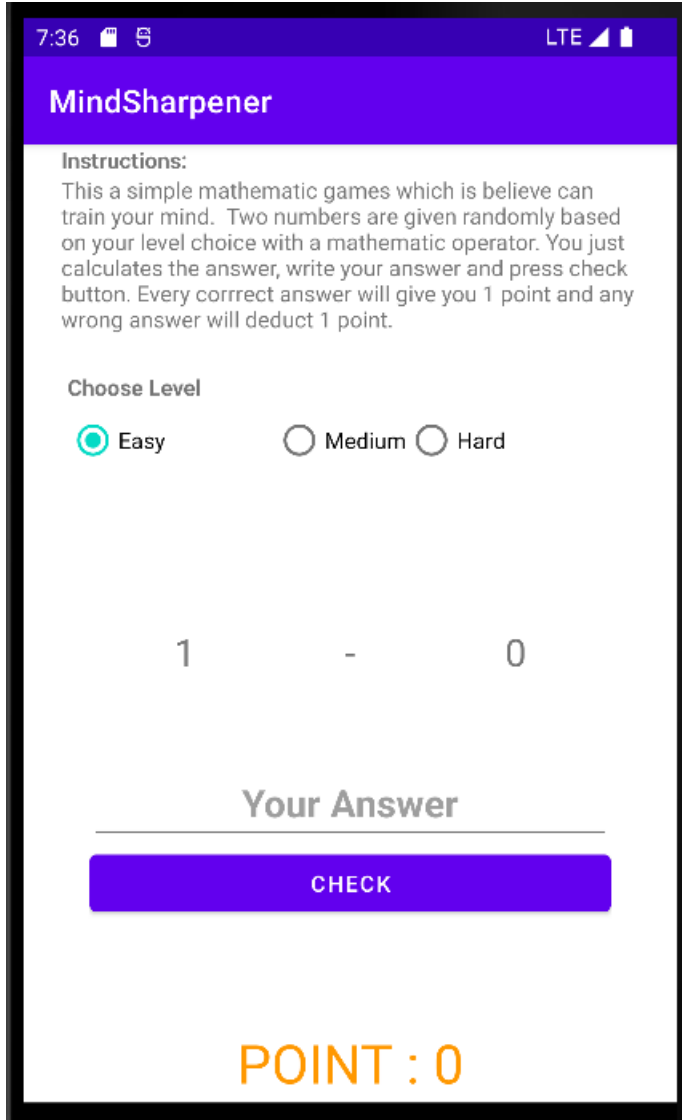 7:36 LTE
MindSharpener
Instructions:
This a simple mathematic games which is believe can
train your mind.  Two numbers are given randomly based
on your level choice with a mathematic operator. You just
calculates the answer, write your answer and press check
button. Every corrrect answer will give you 1 point and any
wrong answer will deduct 1 point.
Choose Level
Easy Medium Hard
1 - 0
Your Answer
CHECK
POINT : 0